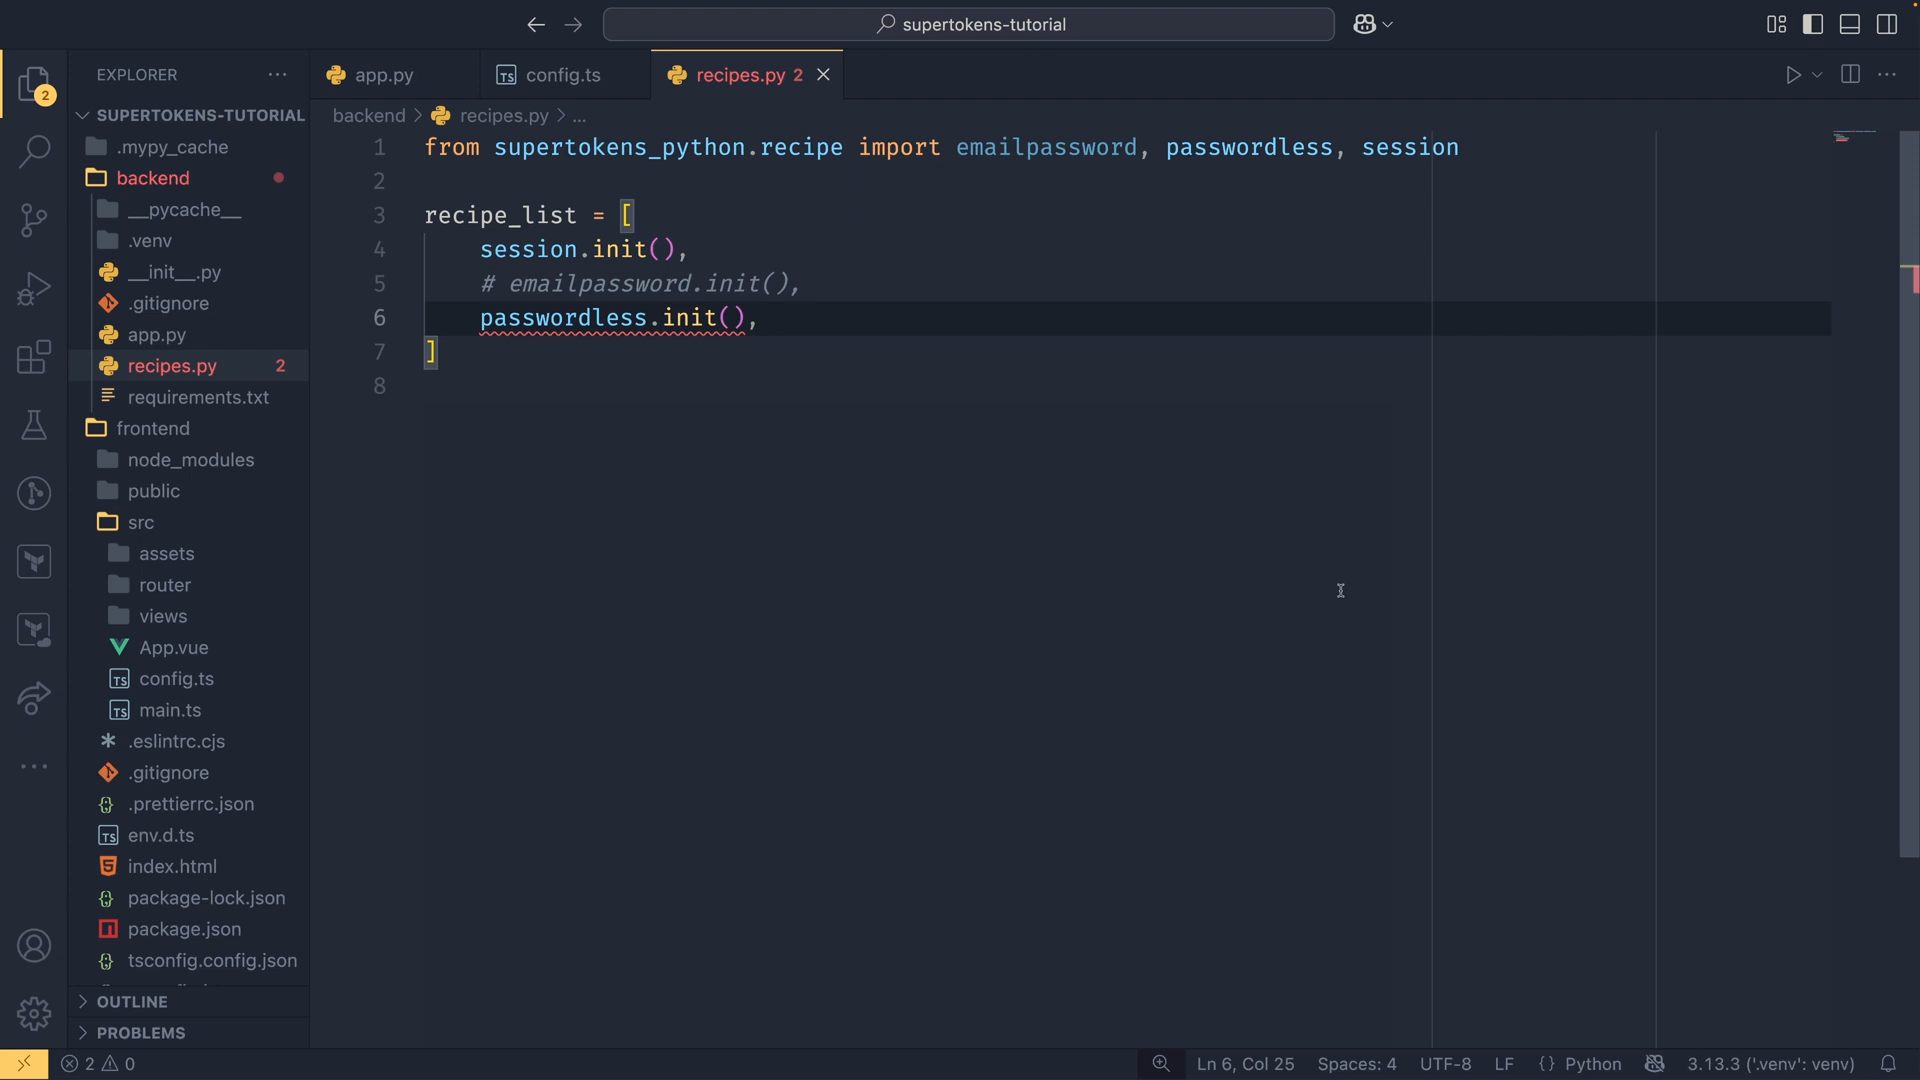 supertokens-tutorial
EXPLORER
app.py
config.ts
recipes.py 2
2
SUPERTOKENS-TUTORIAL
.mypy_cache
backend
__pycache__
.venv
__init__.py
.gitignore
app.py
recipes.py 2
requirements.txt
frontend
node_modules
public
src
assets
router
views
App.vue
config.ts
main.ts
.eslintrc.cjs
.gitignore
.prettierrc.json
env.d.ts
index.html
package-lock.json
package.json
tsconfig.config.json
OUTLINE
PROBLEMS
backend > recipes.py > ...
1 from supertokens_python.recipe import emailpassword, passwordless, session
2
3 recipe_list = [
4     session.init(),
5     # emailpassword.init(),
6     passwordless.init(),
7 ]
8
2 0
Ln 6, Col 25
Spaces: 4
UTF-8
LF
{} Python
3.13.3 ('.venv': venv)